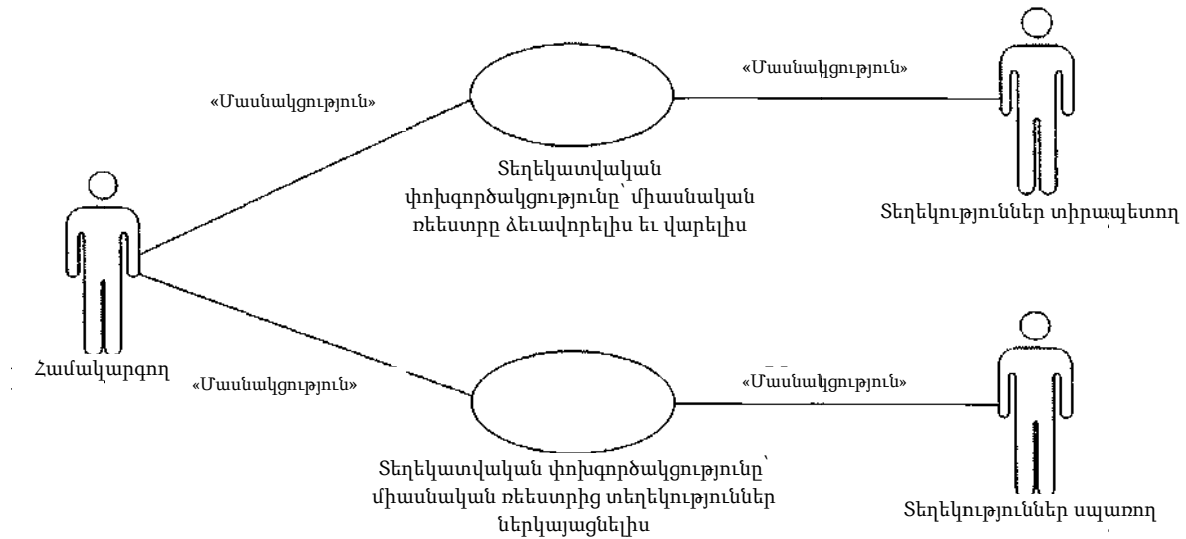 «Մասնակցություն»
«Մասնակցություն»
Տեղեկատվական
փոխգործակցությունը՝ միասնական
ռեեստրը ձեւավորելիս եւ վարելիս
Տեղեկություններ տիրապետող
Համակարգող
«Մասնակցություն»
«Մասնակցություն»
Տեղեկատվական փոխգործակցությունը՝
միասնական ռեեստրից տեղեկություններ
ներկայացնելիս
Տեղեկություններ սպառող